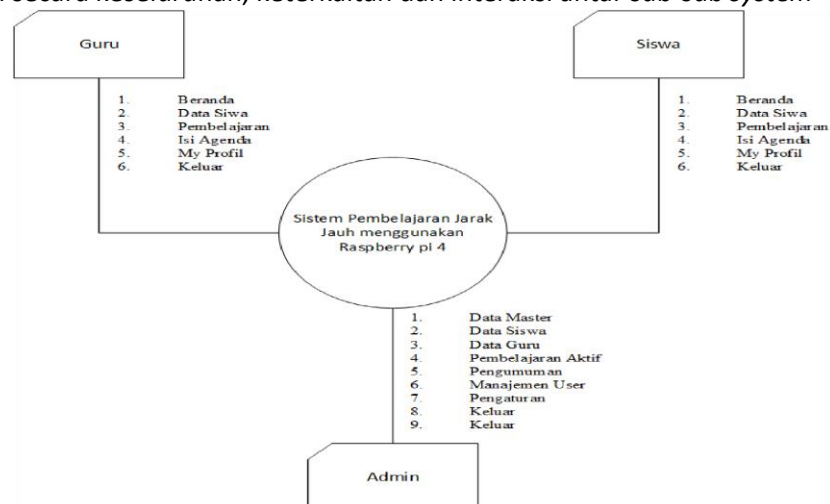 secara keseluruhan, keterkaitan dan interaksi antar sub-sub system
Guru
Siswa
1. Beranda
2. Data Siwa
3. Pembelajaran
4. Isi Agenda
5. My Profil
6. Keluar
1. Beranda
2. Data Siwa
3. Pembelajaran
4. Isi Agenda
5. My Profil
6. Keluar
Sistem Pembelajaran Jarak
Jauh menggunakan
Raspberry pi 4
1. Data Master
2. Data Siswa
3. Data Guru
4. Pembelajaran Aktif
5. Pengumuman
6. Manajemen User
7. Pengaturan
8. Keluar
9. Keluar
Admin